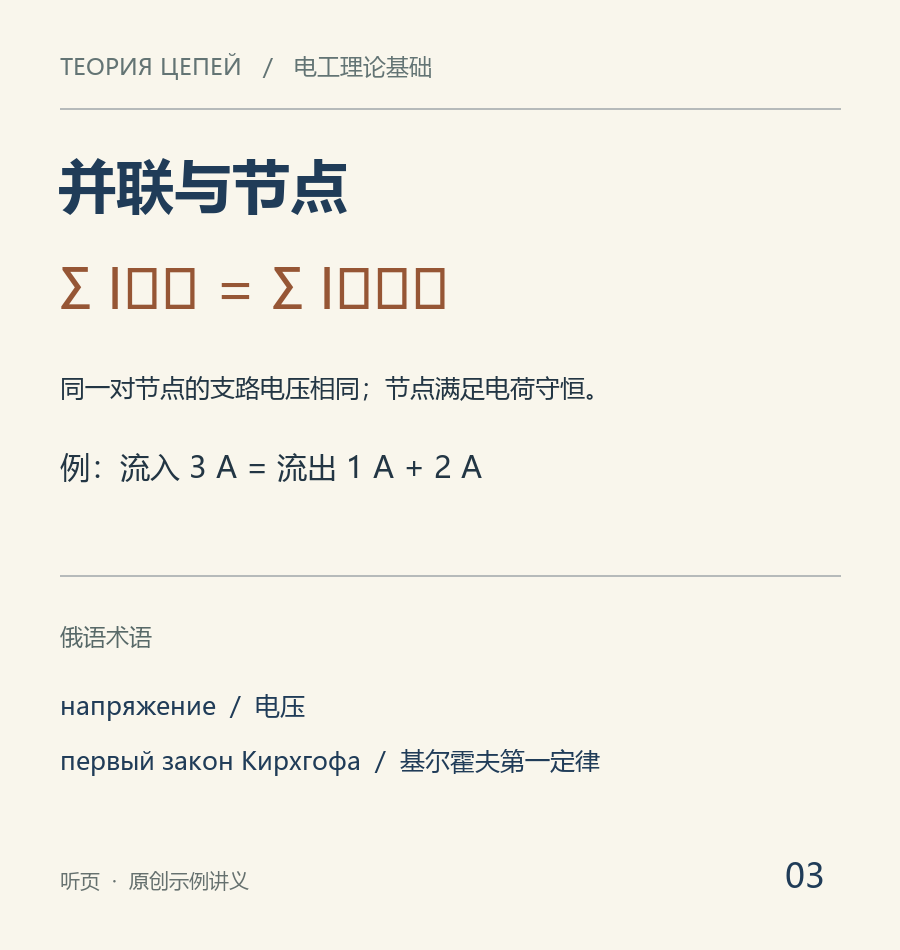 ТЕОРИЯ ЦЕПЕЙ / 电工理论基础
并联与节点
Σ I□□ = Σ I□□□
同一对节点的支路电压相同；节点满足电荷守恒。
例：流入 3 A = 流出 1 A + 2 A
俄语术语
напряжение / 电压
первый закон Кирхгофа / 基尔霍夫第一定律
听页 · 原创示例讲义
03